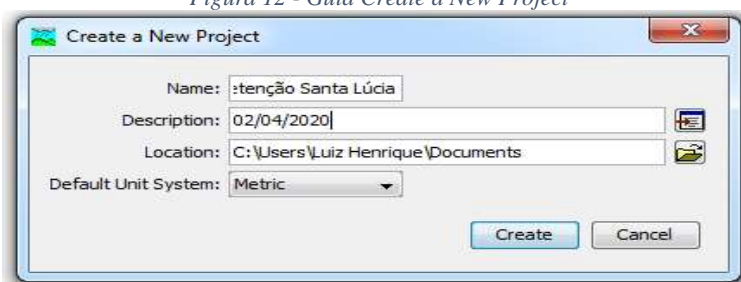 Figura 12 - Guia Create a New Project
Create a New Project
Name: tenção Santa Lúcia
Description: 02/04/2020
Location: C:\Users\Luiz Henrique\Documents
Default Unit System: Metric
Create Cancel